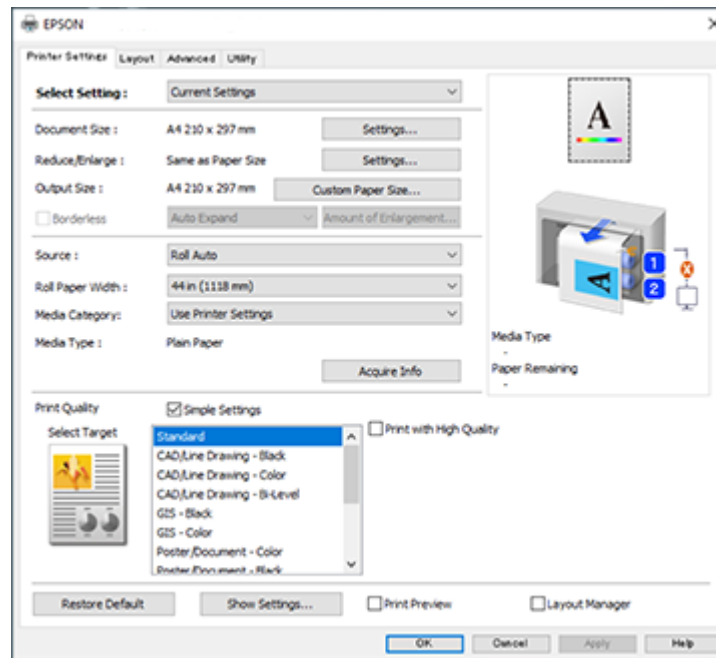 EPSON
Printer Settings Layout Advanced Utility
Select Setting : Current Settings
Document Size : A4 210 x 297 mm Settings...
Reduce/Enlarge : Same as Paper Size Settings...
Output Size : A4 210 x 297 mm Custom Paper Size...
Borderless Auto Expand Amount of Enlargement...
Source : Roll Auto
Roll Paper Width : 44 in (1118 mm)
Media Category: Use Printer Settings
Media Type : Plain Paper
Acquire Info
A
A
1
2
Media Type
-
Paper Remaining
-
Print Quality Simple Settings
Select Target
Standard
CAD/Line Drawing - Black
CAD/Line Drawing - Color
CAD/Line Drawing - Bi-Level
GIS - Black
GIS - Color
Poster/Document - Color
Poster/Document - Black
Print with High Quality
Restore Default Show Settings... Print Preview Layout Manager
OK Cancel Apply Help